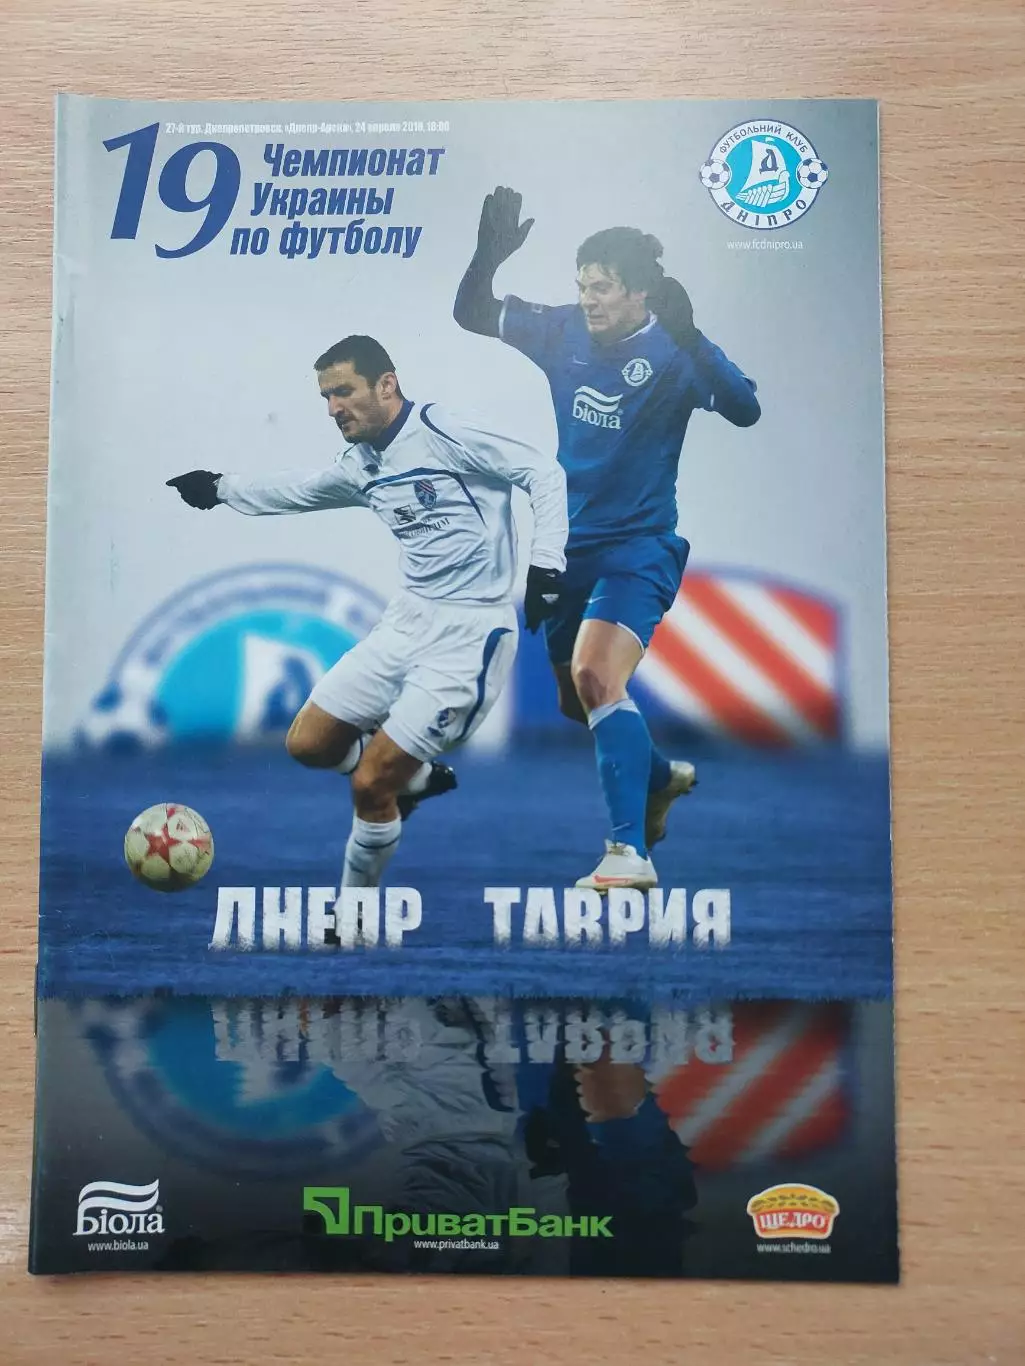 27-й тур. Днепропетровск, «Днепр-Арена», 24 апреля 2010, 18:00
19 Чемпионат
Украины
по футболу
ФУТБОЛЬНИЙ КЛУБ
Д
ДНІПРО
www.fcdnipro.ua
Біола
ДНЕПР ТАВРИЯ
Біола
www.biola.ua
ПриватБанк
www.privatbank.ua
ЩЕДРО
www.schedro.ua